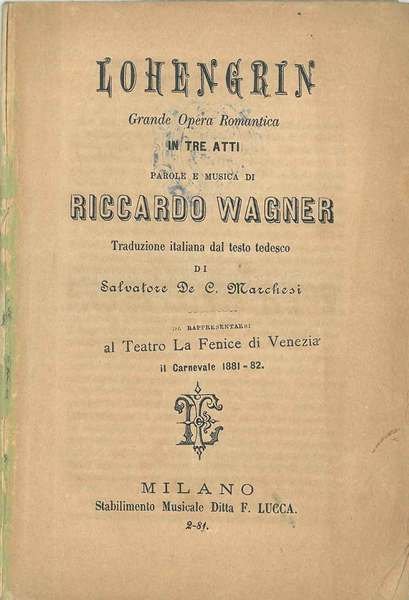 LOHENGRIN
Grande Opera Romantica
IN TRE ATTI
PAROLE E MUSICA DI
RICCARDO WAGNER
Traduzione italiana dal testo tedesco
DI
Salvatore De C. Marchesi
DA RAPPRESENTARSI
al Teatro La Fenice di Venezia
il Carnevale 1881-82.
MILANO
Stabilimento Musicale Ditta F. LUCCA.
2-81.